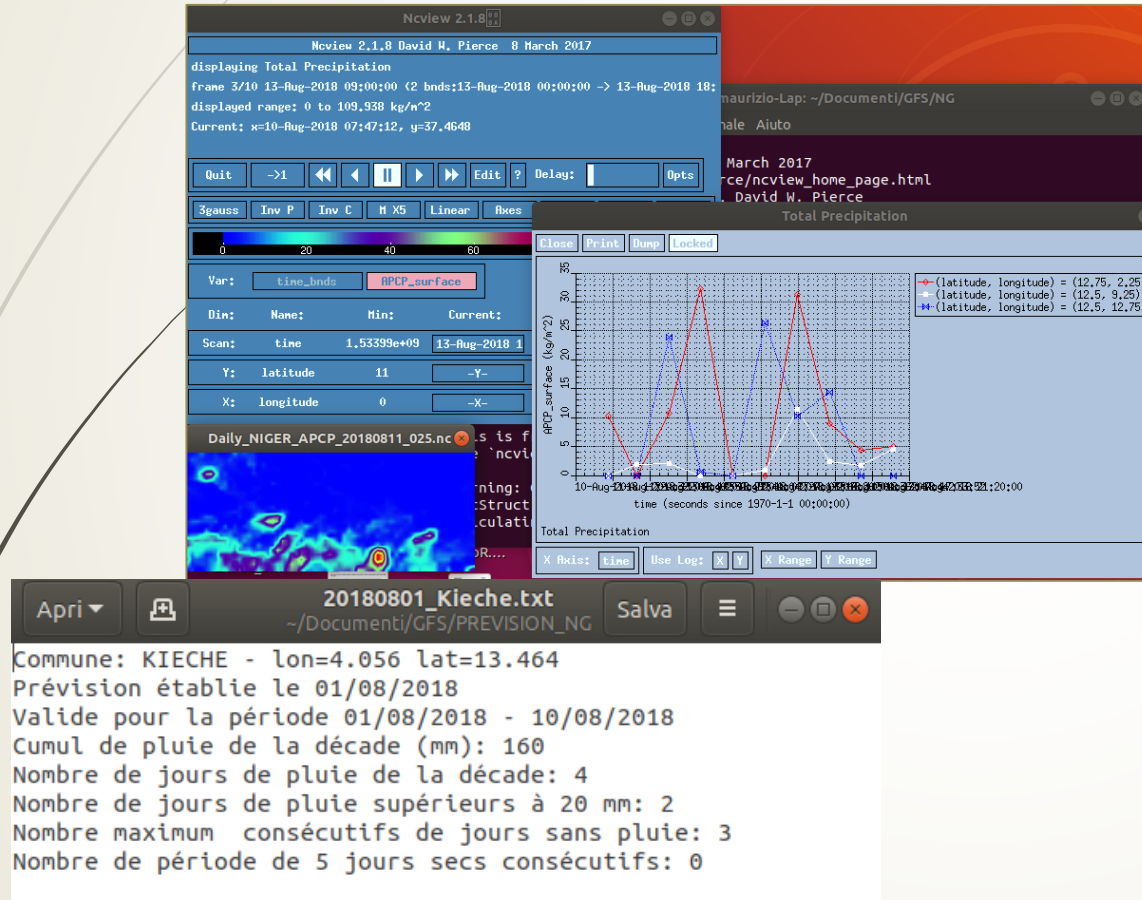 Ncview 2.1.8
Ncview 2.1.8 David W. Pierce 8 March 2017
displaying Total Precipitation
frame 3/10 13-Aug-2018 09:00:00 (2 bnds:13-Aug-2018 00:00:00 -> 13-Aug-2018 18:
displayed range: 0 to 109.938 kg/m^2
Current: x=10-Aug-2018 07:47:12, y=37.4648
Quit ->1 Edit ? Delay: Opts
3gauss Inv P Inv C M X5 Linear Axes
0 20 40 60
Var: time_bnds APCP_surface
Dim: Name: Min: Current:
Scan: time 1.53399e+09 13-Aug-2018 1
Y: latitude 11 -Y-
X: longitude 0 -X-
maurizio-Lap: ~/Documenti/GFS/NG
nale Aiuto
March 2017
rce/ncview_home_page.html
. David W. Pierce
s is f
e `ncvi
rning:
tStruct
lculatin
oR....
Daily_NIGER_APCP_20180811_025.nc
Total Precipitation
Close Print Dump Locked
35
30
25
20
15
10
5
0
APCP_surface (kg/m^2)
(latitude, longitude) = (12.75, 2.25
(latitude, longitude) = (12.5, 9.25)
(latitude, longitude) = (12.5, 12.75
10-Aug-
21:20:00
time (seconds since 1970-1-1 00:00:00)
Total Precipitation
X Axis: time Use Log: X Y X Range Y Range
Apri 20180801_Kieche.txt Salva
~/Documenti/GFS/PREVISION_NG
Commune: KIECHE - lon=4.056 lat=13.464
Prévision établie le 01/08/2018
Valide pour la période 01/08/2018 - 10/08/2018
Cumul de pluie de la décade (mm): 160
Nombre de jours de pluie de la décade: 4
Nombre de jours de pluie supérieurs à 20 mm: 2
Nombre maximum  consécutifs de jours sans pluie: 3
Nombre de période de 5 jours secs consécutifs: 0